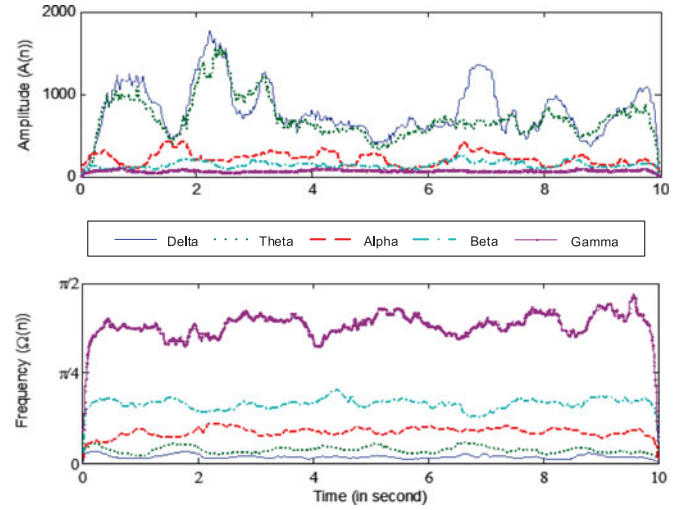 Amplitude (A(n))
2000
1000
0
0 2 4 6 8 10
Delta Theta Alpha Beta Gamma
Frequency (Ω(n))
π/2
π/4
0
0 2 4 6 8 10
Time (in second)